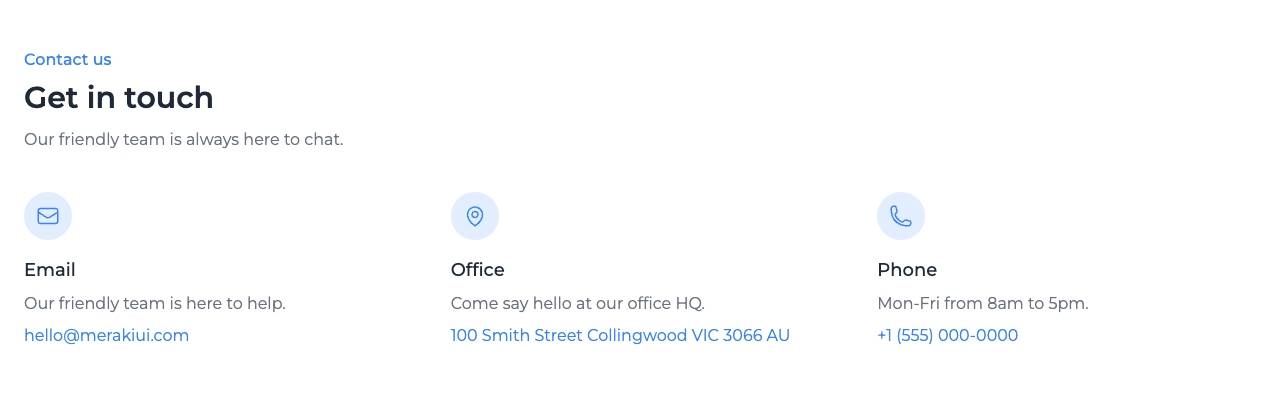 Contact us
Get in touch
Our friendly team is always here to chat.
Email
Our friendly team is here to help.
hello@merakiui.com
Office
Come say hello at our office HQ.
100 Smith Street Collingwood VIC 3066 AU
Phone
Mon-Fri from 8am to 5pm.
+1 (555) 000-0000